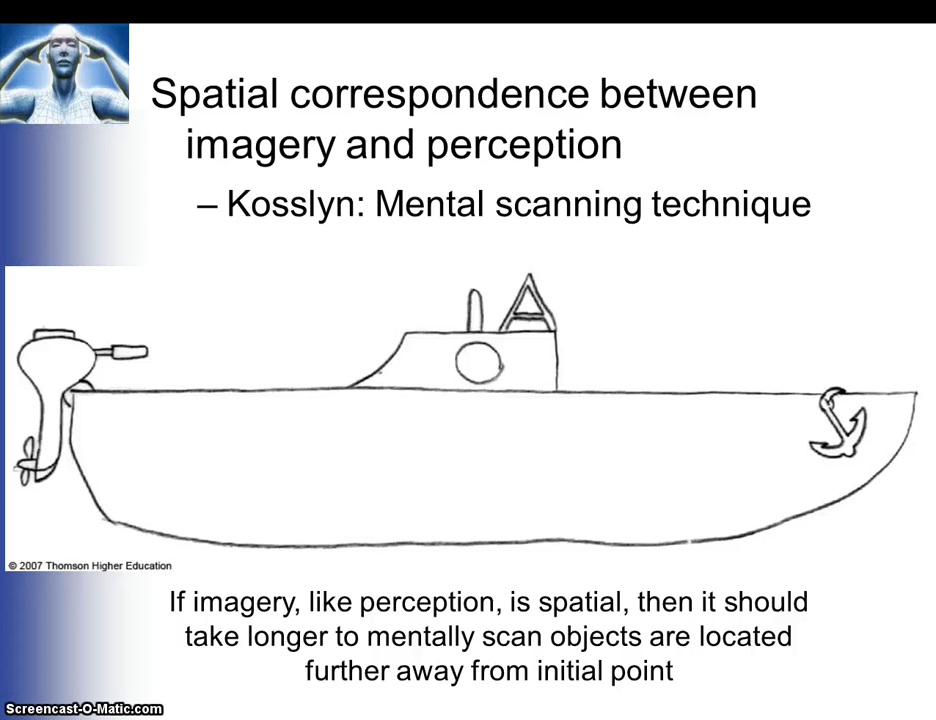 Spatial correspondence between
imagery and perception
– Kosslyn: Mental scanning technique
© 2007 Thomson Higher Education
If imagery, like perception, is spatial, then it should
take longer to mentally scan objects are located
further away from initial point
Screencast-O-Matic.com